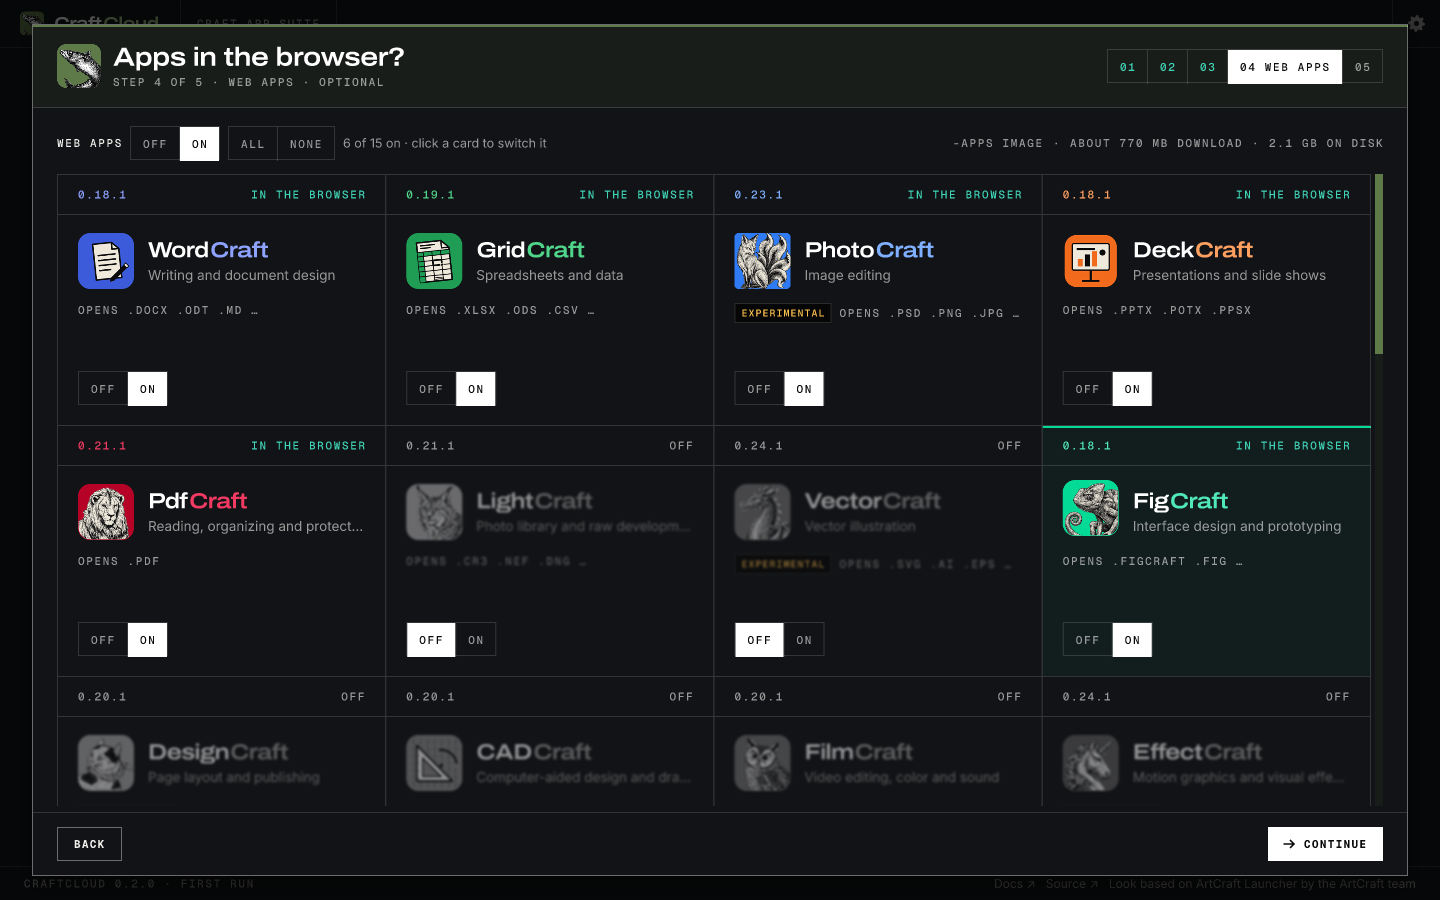 CraftCloud
CRAFT APP SUITE
Apps in the browser?
STEP 4 OF 5 · WEB APPS · OPTIONAL
01 02 03 04 WEB APPS 05
WEB APPS OFF ON ALL NONE 6 of 15 on · click a card to switch it
-APPS IMAGE · ABOUT 770 MB DOWNLOAD · 2.1 GB ON DISK
0.18.1 IN THE BROWSER
WordCraft
Writing and document design
OPENS .DOCX .ODT .MD …
OFF ON
0.19.1 IN THE BROWSER
GridCraft
Spreadsheets and data
OPENS .XLSX .ODS .CSV …
OFF ON
0.23.1 IN THE BROWSER
PhotoCraft
Image editing
EXPERIMENTAL OPENS .PSD .PNG .JPG …
OFF ON
0.18.1 IN THE BROWSER
DeckCraft
Presentations and slide shows
OPENS .PPTX .POTX .PPSX
OFF ON
0.21.1 IN THE BROWSER
PdfCraft
Reading, organizing and protect…
OPENS .PDF
OFF ON
0.21.1 OFF
LightCraft
Photo library and raw developm…
OPENS .CR3 .NEF .DNG …
OFF ON
0.24.1 OFF
VectorCraft
Vector illustration
EXPERIMENTAL OPENS .SVG .AI .EPS …
OFF ON
0.18.1 IN THE BROWSER
FigCraft
Interface design and prototyping
OPENS .FIGCRAFT .FIG …
OFF ON
0.20.1 OFF
DesignCraft
Page layout and publishing
0.20.1 OFF
CADCraft
Computer-aided design and dra…
0.20.1 OFF
FilmCraft
Video editing, color and sound
0.24.1 OFF
EffectCraft
Motion graphics and visual effe…
BACK
→ CONTINUE
CRAFTCLOUD 0.2.0 · FIRST RUN
Docs ↗ Source ↗ Look based on ArtCraft Launcher by the ArtCraft team